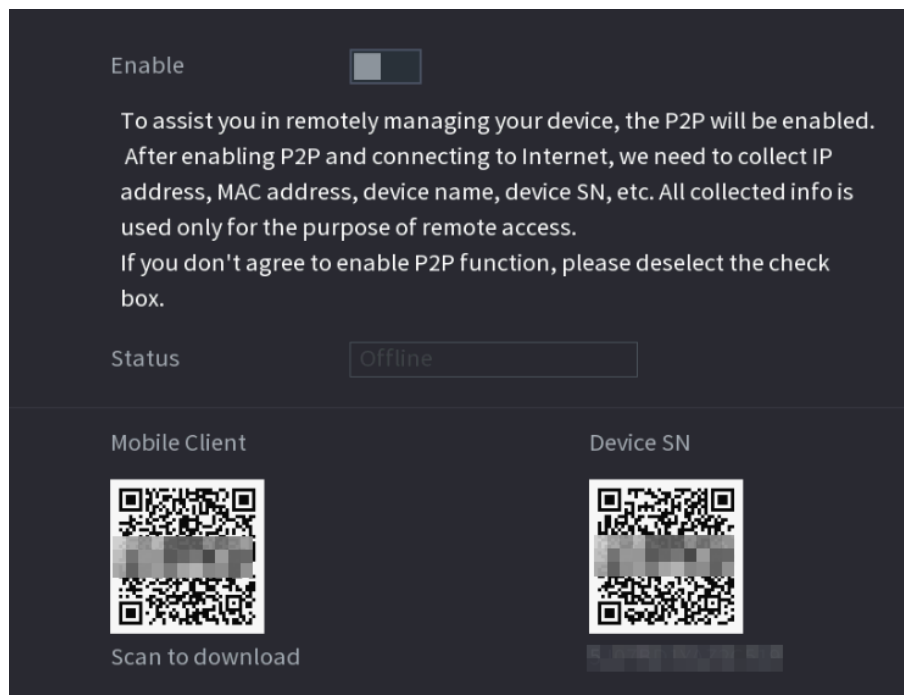 Enable
To assist you in remotely managing your device, the P2P will be enabled.
After enabling P2P and connecting to Internet, we need to collect IP
address, MAC address, device name, device SN, etc. All collected info is
used only for the purpose of remote access.
If you don't agree to enable P2P function, please deselect the check
box.
Status
Offline
Mobile Client
Device SN
Scan to download